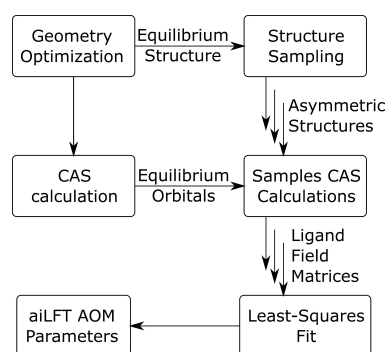 Geometry
Optimization
Equilibrium
Structure
Structure
Sampling
Asymmetric
Structures
CAS
calculation
Equilibrium
Orbitals
Samples CAS
Calculations
Ligand
Field
Matrices
aiLFT AOM
Parameters
Least-Squares
Fit